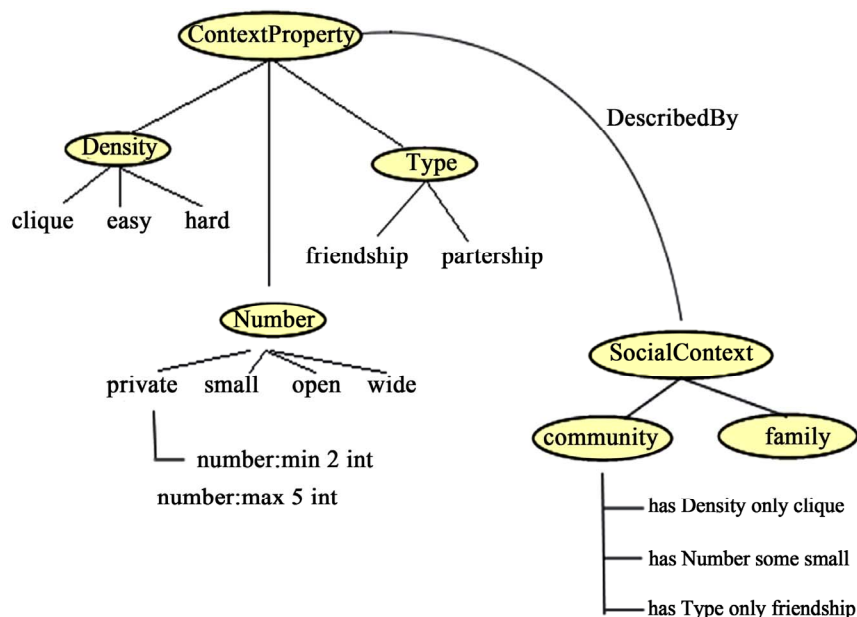 ContextProperty
DescribedBy
Density
Type
clique easy hard
friendship partership
Number
SocialContext
private small open wide
community family
number:min 2 int
number:max 5 int
has Density only clique
has Number some small
has Type only friendship